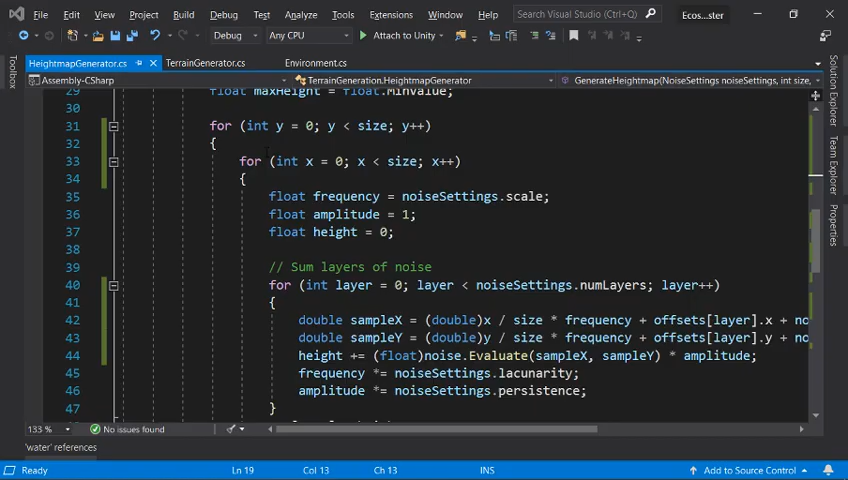 File Edit View Git Project Build Debug Test Analyze Tools Extensions Window Help Search Visual Studio (Ctrl+Q) Ecos...ster
Debug Any CPU Attach to Unity
HeightmapGenerator.cs TerrainGenerator.cs Environment.cs
Toolbox
Assembly-CSharp TerrainGeneration.HeightmapGenerator GenerateHeightmap(NoiseSettings noiseSettings, int size,
29 float maxHeight = float.MinValue;
30
31 for (int y = 0; y < size; y++)
32 {
33 for (int x = 0; x < size; x++)
34 {
35 float frequency = noiseSettings.scale;
36 float amplitude = 1;
37 float height = 0;
38
39 // Sum layers of noise
40 for (int layer = 0; layer < noiseSettings.numLayers; layer++)
41 {
42 double sampleX = (double)x / size * frequency + offsets[layer].x + no
43 double sampleY = (double)y / size * frequency + offsets[layer].y + no
44 height += (float)noise.Evaluate(sampleX, sampleY) * amplitude;
45 frequency *= noiseSettings.lacunarity;
46 amplitude *= noiseSettings.persistence;
47 }
Solution Explorer
Team Explorer
Properties
133 % No issues found
'water' references
Ready Ln 19 Col 13 Ch 13 INS Add to Source Control